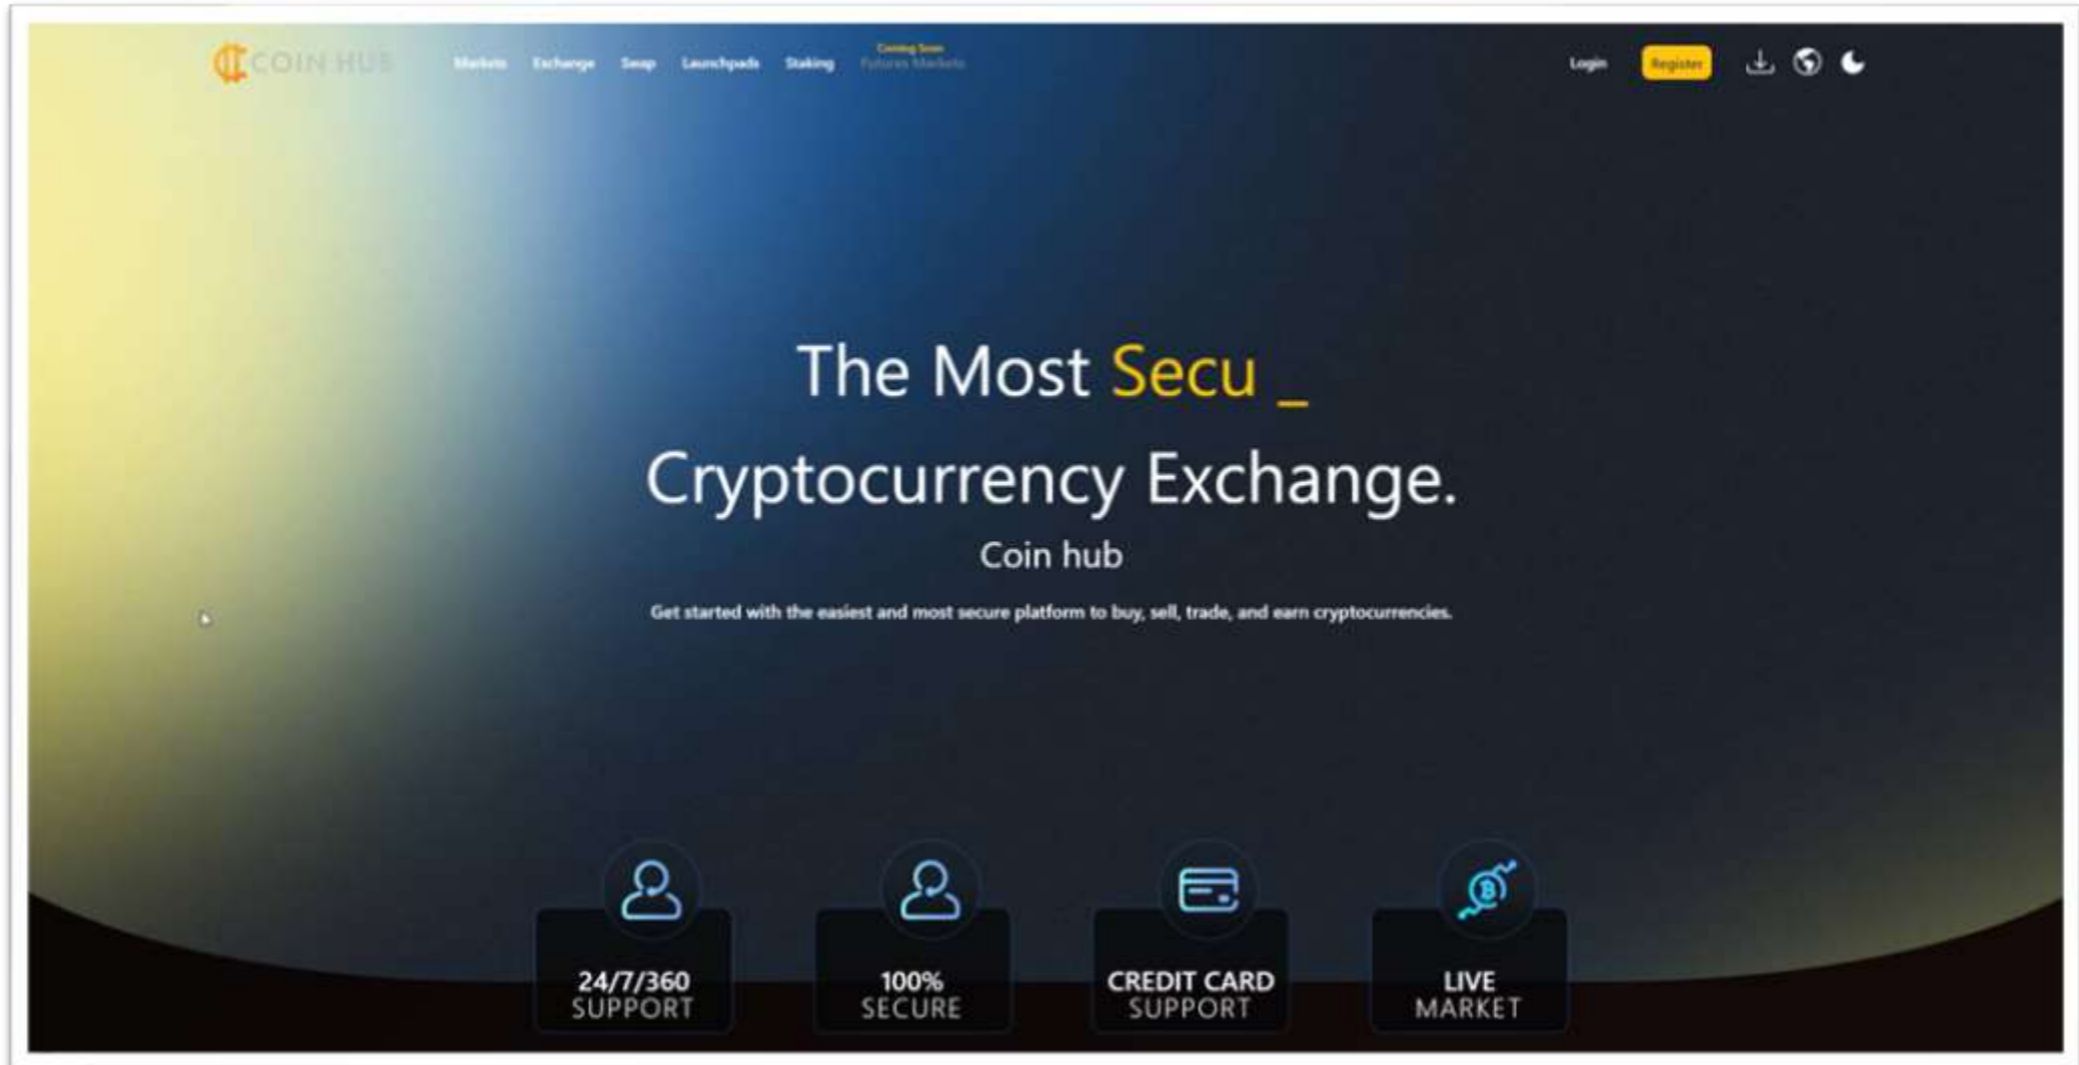 COIN HUB
Markets Exchange Swap Launchpads Staking Coming Soon Futures Markets
Login Register
The Most Secu _
Cryptocurrency Exchange.
Coin hub
Get started with the easiest and most secure platform to buy, sell, trade, and earn cryptocurrencies.
24/7/360
SUPPORT
100%
SECURE
CREDIT CARD
SUPPORT
LIVE
MARKET